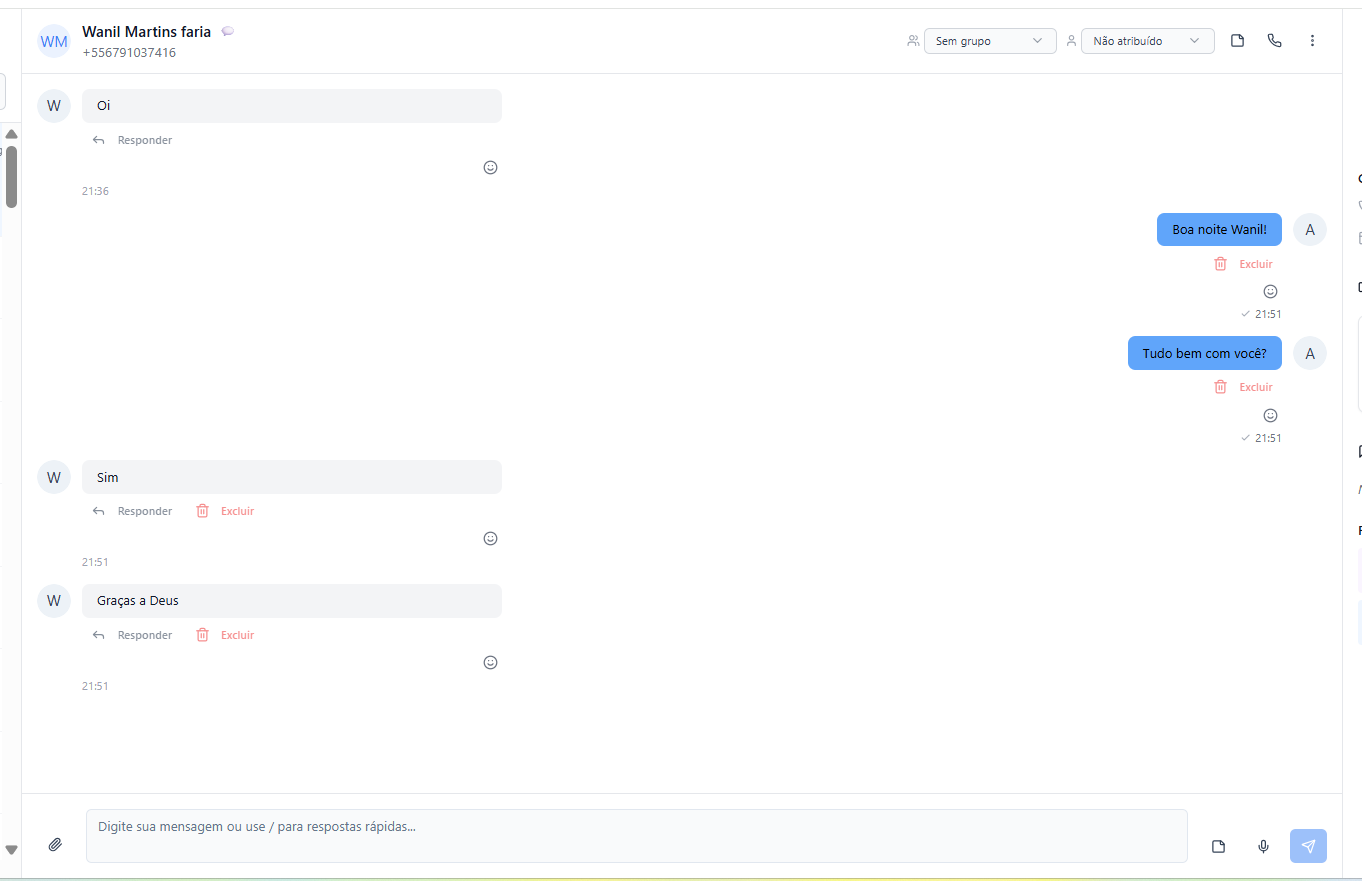 WM
Wanil Martins faria
+556791037416
Sem grupo
Não atribuído
W
Oi
Responder
21:36
Boa noite Wanil!
A
Excluir
21:51
Tudo bem com você?
A
Excluir
21:51
W
Sim
Responder Excluir
21:51
W
Graças a Deus
Responder Excluir
21:51
Digite sua mensagem ou use / para respostas rápidas...